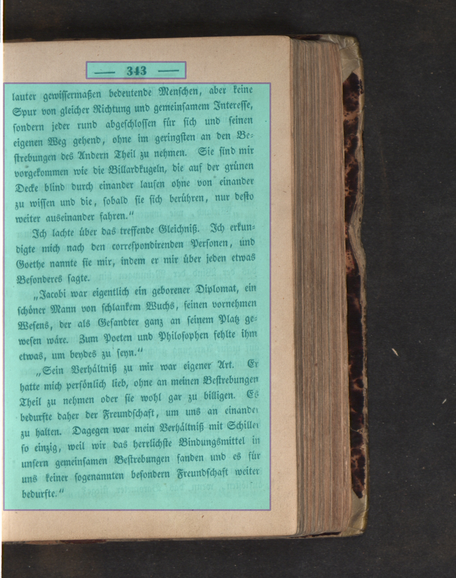 — 343 —
lauter gewissermaßen bedeutende Menschen, aber keine
Spur von gleicher Richtung und gemeinsamem Interesse,
sondern jeder rund abgeschlossen für sich und seinen
eigenen Weg gehend, ohne im geringsten an den Be-
strebungen des Andern Theil zu nehmen. Sie sind mir
vorgekommen wie die Billardkugeln, die auf der grünen
Decke blind durch einander laufen ohne von einander
zu wissen und die, sobald sie sich berühren, nur desto
weiter auseinander fahren.“
Ich lachte über das treffende Gleichniß. Ich erkun-
digte mich nach den correspondirenden Personen, und
Goethe nannte sie mir, indem er mir über jeden etwas
Besonderes sagte.
„Jacobi war eigentlich ein geborener Diplomat, ein
schöner Mann von schlankem Wuchs, seinen vornehmen
Wesens, der als Gesandter ganz an seinem Platz ge-
wesen wäre. Zum Poeten und Philosophen fehlte ihm
etwas, um beydes zu seyn.“
„Sein Verhältniß zu mir war eigener Art. Er
hatte mich persönlich lieb, ohne an meinen Bestrebungen
Theil zu nehmen oder sie wohl gar zu billigen. Es
bedurfte daher der Freundschaft, um uns an einander
zu halten. Dagegen war mein Verhältniß mit Schiller
so einzig, weil wir das herrlichste Bindungsmittel in
unsern gemeinsamen Bestrebungen fanden und es für
uns keiner sogenannten besondern Freundschaft weiter
bedurfte.“